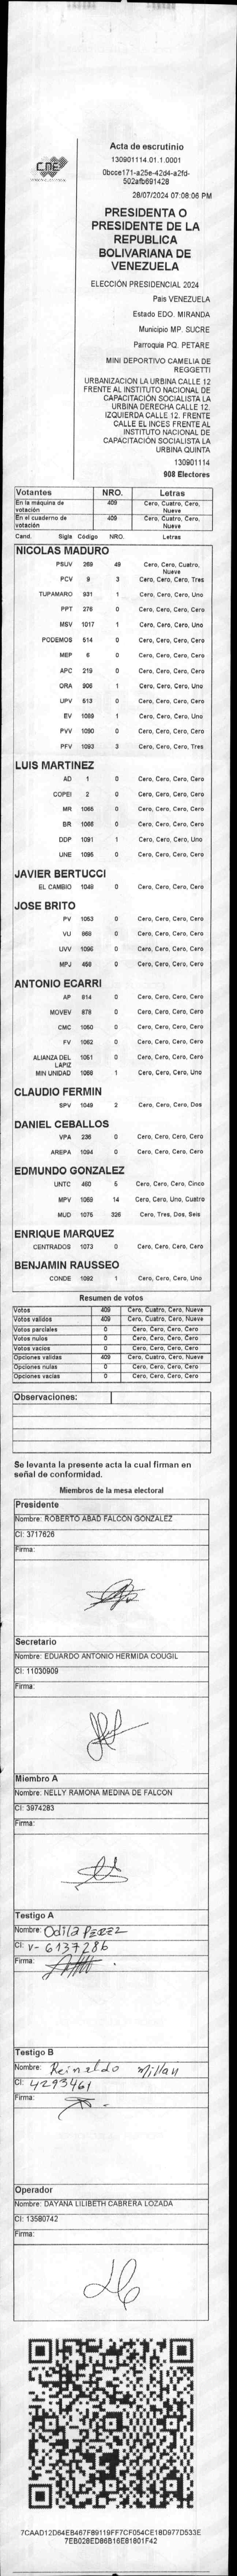 CNE
Acta de escrutinio
130901114.01.1.0001
0bcce171-a25e-42d4-a2fd-
502afb691428
28/07/2024 07:08:06 PM
PRESIDENTA O
PRESIDENTE DE LA
REPUBLICA
BOLIVARIANA DE
VENEZUELA
ELECCIÓN PRESIDENCIAL 2024
Pais VENEZUELA
Estado EDO. MIRANDA
Municipio MP. SUCRE
Parroquia PQ. PETARE
MINI DEPORTIVO CAMELIA DE
REGGETTI
URBANIZACION LA URBINA CALLE 12
FRENTE AL INSTITUTO NACIONAL DE
CAPACITACIÓN SOCIALISTA LA
URBINA DERECHA CALLE 12.
IZQUIERDA CALLE 12. FRENTE
CALLE EL INCES FRENTE AL
INSTITUTO NACIONAL DE
CAPACITACIÓN SOCIALISTA LA
URBINA QUINTA
130901114
908 Electores
Votantes NRO. Letras
En la máquina de votación 409 Cero, Cuatro, Cero, Nueve
En el cuaderno de votación 409 Cero, Cuatro, Cero, Nueve
Cand. Sigla Código NRO. Letras
NICOLAS MADURO
PSUV 269 49 Cero, Cero, Cuatro, Nueve
PCV 9 3 Cero, Cero, Cero, Tres
TUPAMARO 931 1 Cero, Cero, Cero, Uno
PPT 276 0 Cero, Cero, Cero, Cero
MSV 1017 1 Cero, Cero, Cero, Uno
PODEMOS 514 0 Cero, Cero, Cero, Cero
MEP 6 0 Cero, Cero, Cero, Cero
APC 219 0 Cero, Cero, Cero, Cero
ORA 906 1 Cero, Cero, Cero, Uno
UPV 513 0 Cero, Cero, Cero, Cero
EV 1089 1 Cero, Cero, Cero, Uno
PVV 1090 0 Cero, Cero, Cero, Cero
PFV 1093 3 Cero, Cero, Cero, Tres
LUIS MARTINEZ
AD 1 0 Cero, Cero, Cero, Cero
COPEI 2 0 Cero, Cero, Cero, Cero
MR 1065 0 Cero, Cero, Cero, Cero
BR 1066 0 Cero, Cero, Cero, Cero
DDP 1091 1 Cero, Cero, Cero, Uno
UNE 1095 0 Cero, Cero, Cero, Cero
JAVIER BERTUCCI
EL CAMBIO 1048 0 Cero, Cero, Cero, Cero
JOSE BRITO
PV 1053 0 Cero, Cero, Cero, Cero
VU 869 0 Cero, Cero, Cero, Cero
UVV 1096 0 Cero, Cero, Cero, Cero
MPJ 450 0 Cero, Cero, Cero, Cero
ANTONIO ECARRI
AP 814 0 Cero, Cero, Cero, Cero
MOVEV 878 0 Cero, Cero, Cero, Cero
CMC 1050 0 Cero, Cero, Cero, Cero
FV 1062 0 Cero, Cero, Cero, Cero
ALIANZA DEL LAPIZ 1051 0 Cero, Cero, Cero, Cero
MIN UNIDAD 1068 1 Cero, Cero, Cero, Uno
CLAUDIO FERMIN
SPV 1049 2 Cero, Cero, Cero, Dos
DANIEL CEBALLOS
VPA 236 0 Cero, Cero, Cero, Cero
AREPA 1094 0 Cero, Cero, Cero, Cero
EDMUNDO GONZALEZ
UNTC 460 5 Cero, Cero, Cero, Cinco
MPV 1069 14 Cero, Cero, Uno, Cuatro
MUD 1075 326 Cero, Tres, Dos, Seis
ENRIQUE MARQUEZ
CENTRADOS 1073 0 Cero, Cero, Cero, Cero
BENJAMIN RAUSSEO
CONDE 1092 1 Cero, Cero, Cero, Uno
Resumen de votos
Votos 409 Cero, Cuatro, Cero, Nueve
Votos validos 409 Cero, Cuatro, Cero, Nueve
Votos parciales 0 Cero, Cero, Cero, Cero
Votos nulos 0 Cero, Cero, Cero, Cero
Votos vacios 0 Cero, Cero, Cero, Cero
Opciones validas 409 Cero, Cuatro, Cero, Nueve
Opciones nulas 0 Cero, Cero, Cero, Cero
Opciones vacias 0 Cero, Cero, Cero, Cero
Observaciones:
Se levanta la presente acta la cual firman en
señal de conformidad.
Miembros de la mesa electoral
Presidente
Nombre: ROBERTO ABAD FALCON GONZALEZ
CI: 3717626
Firma:
Secretario
Nombre: EDUARDO ANTONIO HERMIDA COUGIL
CI: 11030909
Firma:
Miembro A
Nombre: NELLY RAMONA MEDINA DE FALCON
CI: 3974283
Firma:
Testigo A
Nombre: Odila PEREZ
CI: V- 6137286
Firma:
Testigo B
Nombre: Reinaldo Millan
CI: 4293461
Firma:
Operador
Nombre: DAYANA LILIBETH CABRERA LOZADA
CI: 13580742
Firma:
7CAAD12D64EB467F89119FF7CF054CE18D977D533E
7EB028ED86B16E81801F42